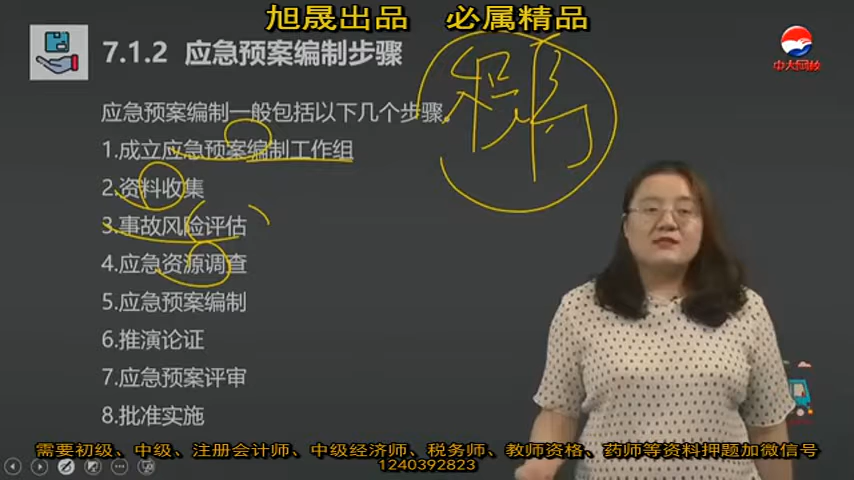 旭晟出品 必属精品
7.1.2 应急预案编制步骤
中大网校
应急预案编制一般包括以下几个步骤。
1.成立应急预案编制工作组
2.资料收集
3.事故风险评估
4.应急资源调查
5.应急预案编制
6.推演论证
7.应急预案评审
8.批准实施
需要初级、中级、注册会计师、中级经济师、税务师、教师资格、药师等资料押题加微信号
1240392823